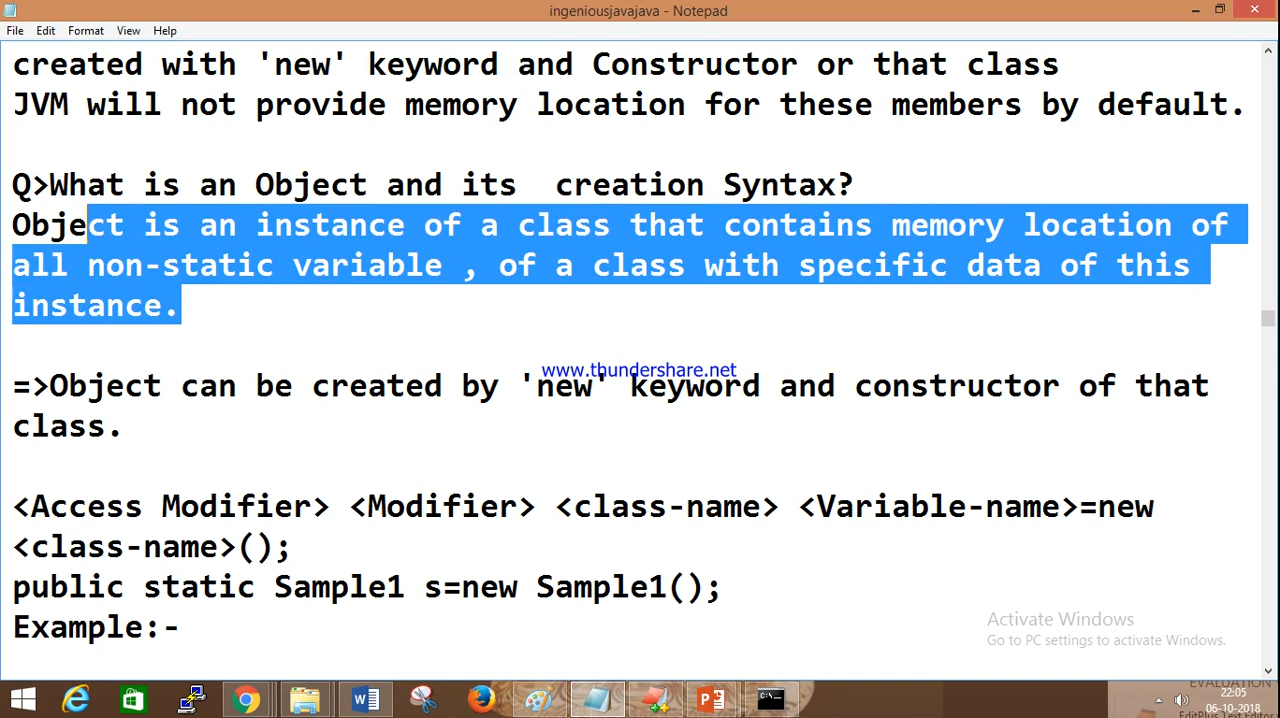 ingeniousjavajava - Notepad
File Edit Format View Help
created with 'new' keyword and Constructor or that class
JVM will not provide memory location for these members by default.
Q>What is an Object and its  creation Syntax?
Object is an instance of a class that contains memory location of
all non-static variable , of a class with specific data of this
instance.
www.thundershare.net
=>Object can be created by 'new' keyword and constructor of that
class.
<Access Modifier> <Modifier> <class-name> <Variable-name>=new
<class-name>();
public static Sample1 s=new Sample1();
Example:-
Activate Windows
Go to PC settings to activate Windows.
EVALUATION
22:05
06-10-2018
EditPlus Text Editor